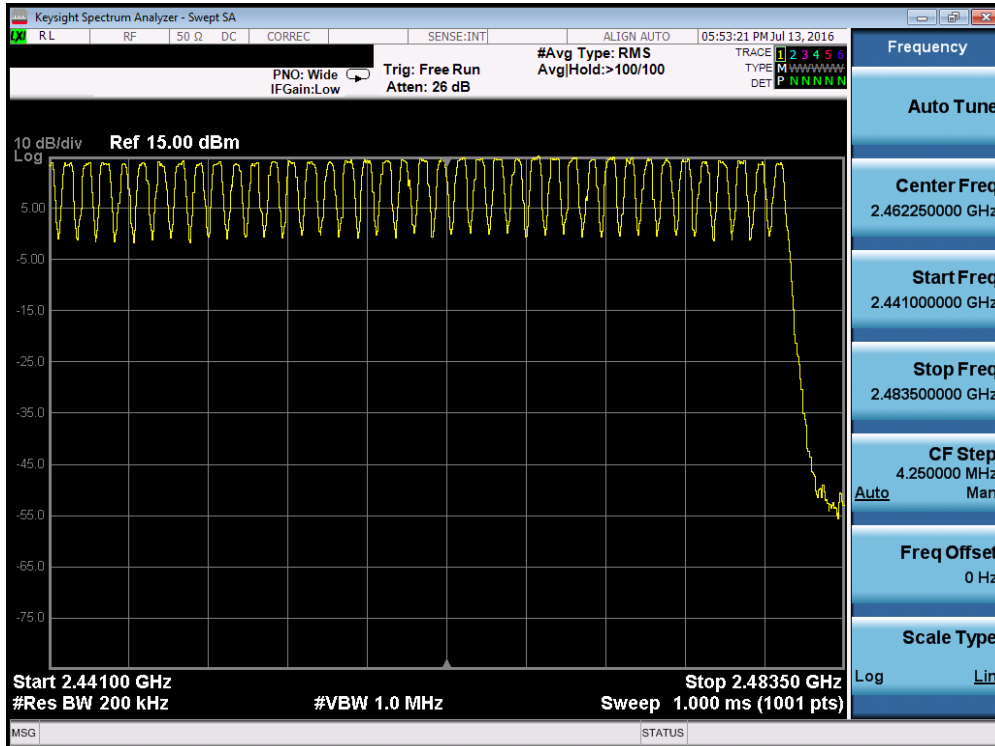 Keysight Spectrum Analyzer - Swept SA
LXI RL RF 50 Ω DC CORREC SENSE:INT ALIGN AUTO 05:53:21 PM Jul 13, 2016
Frequency
PNO: Wide
IFGain:Low
Trig: Free Run
Atten: 26 dB
#Avg Type: RMS
Avg|Hold:>100/100
TRACE 1 2 3 4 5 6
TYPE M WWWWW
DET P N N N N N
10 dB/div Ref 15.00 dBm
Log
5.00
-5.00
-15.0
-25.0
-35.0
-45.0
-55.0
-65.0
-75.0
Start 2.44100 GHz Stop 2.48350 GHz
#Res BW 200 kHz #VBW 1.0 MHz Sweep 1.000 ms (1001 pts)
MSG STATUS
Auto Tune
Center Freq
2.462250000 GHz
Start Freq
2.441000000 GHz
Stop Freq
2.483500000 GHz
CF Step
4.250000 MHz
Auto Man
Freq Offset
0 Hz
Scale Type
Log Lin